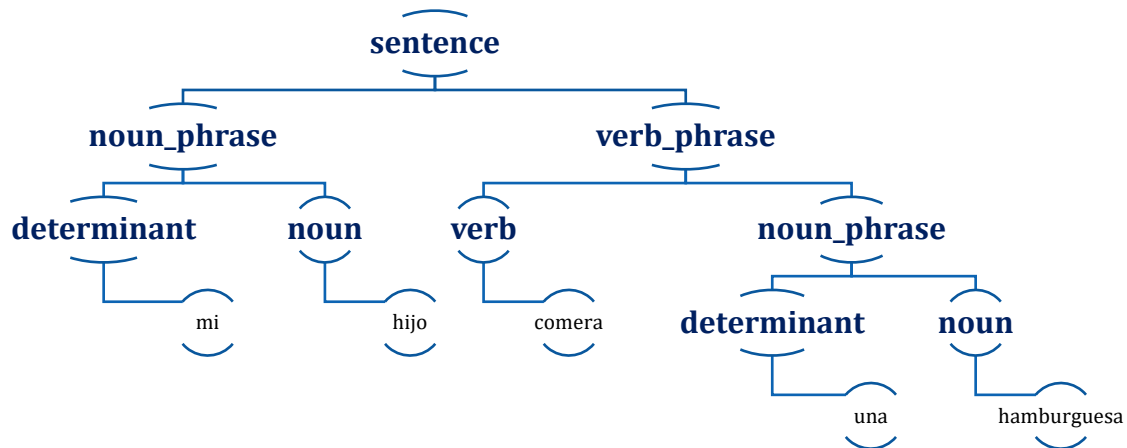 sentence
noun_phrase
verb_phrase
determinant
noun
verb
noun_phrase
mi
hijo
comera
determinant
noun
una
hamburguesa